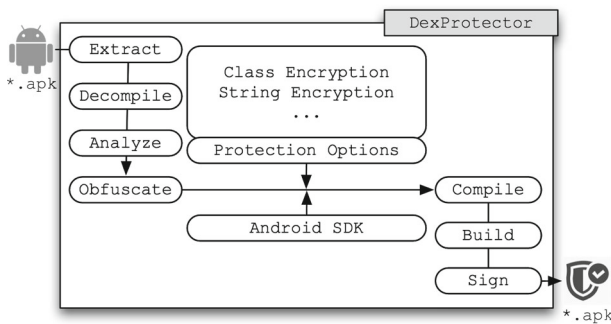 DexProtector
Extract
*.apk
Decompile
Analyze
Obfuscate
Class Encryption
String Encryption
...
Protection Options
Android SDK
Compile
Build
Sign
*.apk